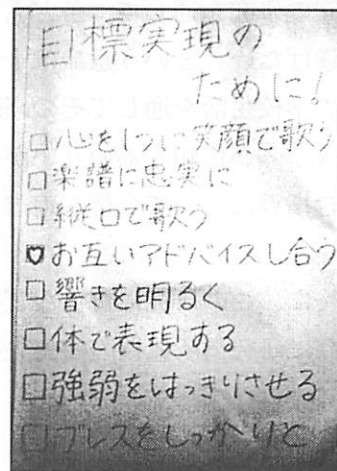 目標実現の
ために!
□心を1つに笑顔で歌う
□楽譜に忠実に
□縦口で歌う
♡お互いアドバイスし合う
□響きを明るく
□体で表現する
□強弱をはっきりさせる
□ブレスをしっかりと